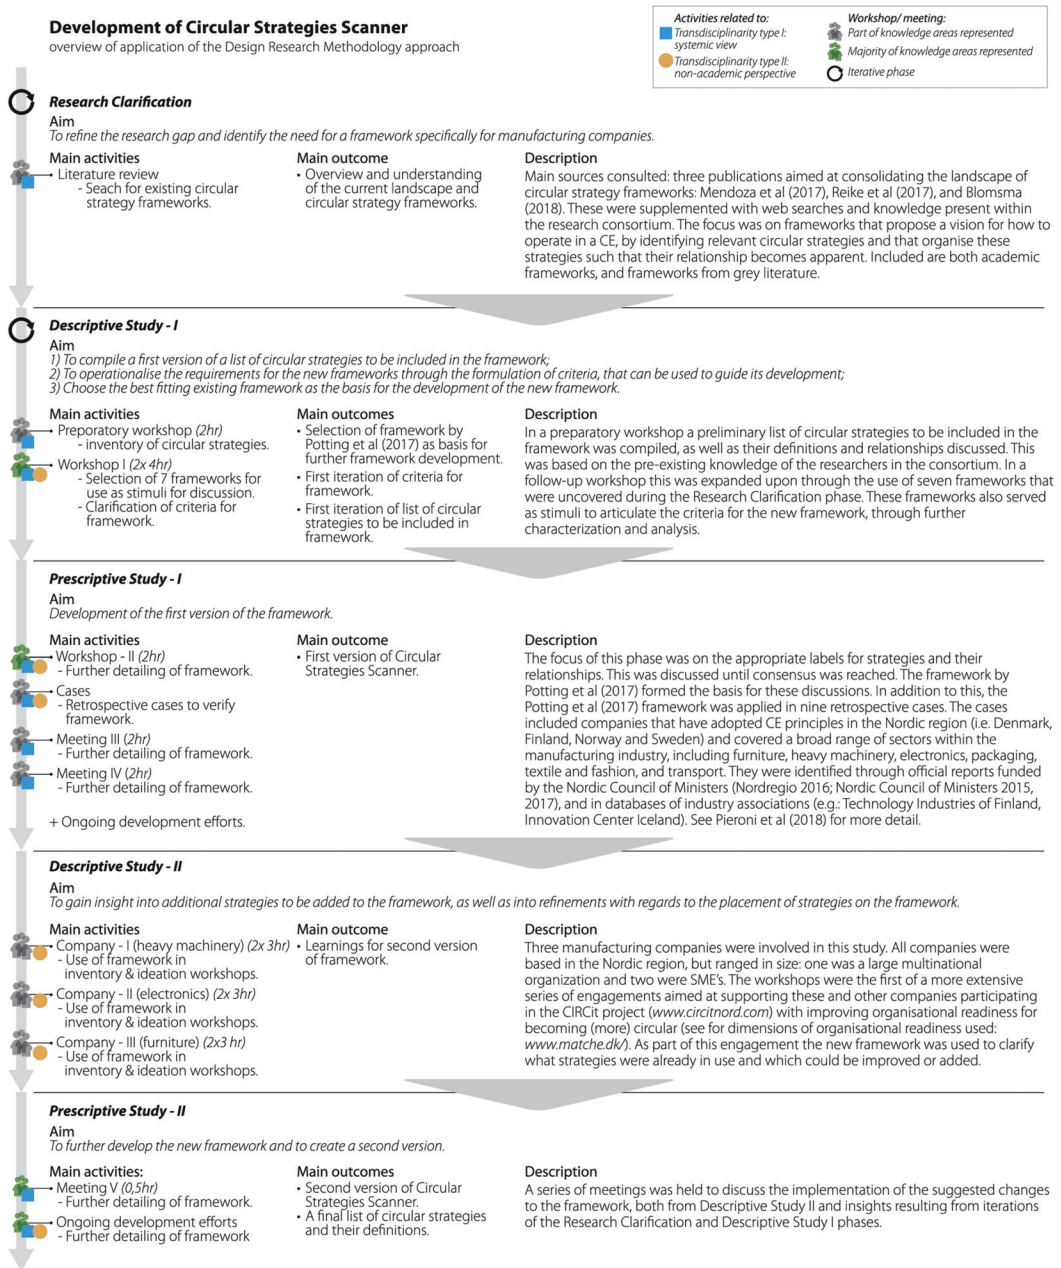 Development of Circular Strategies Scanner
overview of application of the Design Research Methodology approach
Activities related to:
Transdisciplinarity type I:
systemic view
Transdisciplinarity type II:
non-academic perspective
Workshop/ meeting:
Part of knowledge areas represented
Majority of knowledge areas represented
Iterative phase
Research Clarification
Aim
To refine the research gap and identify the need for a framework specifically for manufacturing companies.
Main activities
• Literature review
- Seach for existing circular
strategy frameworks.
Main outcome
• Overview and understanding
of the current landscape and
circular strategy frameworks.
Description
Main sources consulted: three publications aimed at consolidating the landscape of
circular strategy frameworks: Mendoza et al (2017), Reike et al (2017), and Blomsma
(2018). These were supplemented with web searches and knowledge present within
the research consortium. The focus was on frameworks that propose a vision for how to
operate in a CE, by identifying relevant circular strategies and that organise these
strategies such that their relationship becomes apparent. Included are both academic
frameworks, and frameworks from grey literature.
Descriptive Study - I
Aim
1) To compile a first version of a list of circular strategies to be included in the framework;
2) To operationalise the requirements for the new frameworks through the formulation of criteria, that can be used to guide its development;
3) Choose the best fitting existing framework as the basis for the development of the new framework.
Main activities
• Preporatory workshop (2hr)
- inventory of circular strategies.
• Workshop I (2x 4hr)
- Selection of 7 frameworks for
use as stimuli for discussion.
- Clarification of criteria for
framework.
Main outcomes
• Selection of framework by
Potting et al (2017) as basis for
further framework development.
• First iteration of criteria for
framework.
• First iteration of list of circular
strategies to be included in
framework.
Description
In a preparatory workshop a preliminary list of circular strategies to be included in the
framework was compiled, as well as their definitions and relationships discussed. This
was based on the pre-existing knowledge of the researchers in the consortium. In a
follow-up workshop this was expanded upon through the use of seven frameworks that
were uncovered during the Research Clarification phase. These frameworks also served
as stimuli to articulate the criteria for the new framework, through further
characterization and analysis.
Prescriptive Study - I
Aim
Development of the first version of the framework.
Main activities
• Workshop - II (2hr)
- Further detailing of framework.
• Cases
- Retrospective cases to verify
framework.
• Meeting III (2hr)
- Further detailing of framework.
• Meeting IV (2hr)
- Further detailing of framework.
+ Ongoing development efforts.
Main outcome
• First version of Circular
Strategies Scanner.
Description
The focus of this phase was on the appropriate labels for strategies and their
relationships. This was discussed until consensus was reached. The framework by
Potting et al (2017) formed the basis for these discussions. In addition to this, the
Potting et al (2017) framework was applied in nine retrospective cases. The cases
included companies that have adopted CE principles in the Nordic region (i.e. Denmark,
Finland, Norway and Sweden) and covered a broad range of sectors within the
manufacturing industry, including furniture, heavy machinery, electronics, packaging,
textile and fashion, and transport. They were identified through official reports funded
by the Nordic Council of Ministers (Nordregio 2016; Nordic Council of Ministers 2015,
2017), and in databases of industry associations (e.g.: Technology Industries of Finland,
Innovation Center Iceland). See Pieroni et al (2018) for more detail.
Descriptive Study - II
Aim
To gain insight into additional strategies to be added to the framework, as well as into refinements with regards to the placement of strategies on the framework.
Main activities
• Company - I (heavy machinery) (2x 3hr)
- Use of framework in
inventory & ideation workshops.
• Company - II (electronics) (2x 3hr)
- Use of framework in
inventory & ideation workshops.
• Company - III (furniture) (2x3 hr)
- Use of framework in
inventory & ideation workshops.
Main outcome
• Learnings for second version
of framework.
Description
Three manufacturing companies were involved in this study. All companies were
based in the Nordic region, but ranged in size: one was a large multinational
organization and two were SME's. The workshops were the first of a more extensive
series of engagements aimed at supporting these and other companies participating
in the CIRCit project (www.circitnord.com) with improving organisational readiness for
becoming (more) circular (see for dimensions of organisational readiness used:
www.matche.dk/). As part of this engagement the new framework was used to clarify
what strategies were already in use and which could be improved or added.
Prescriptive Study - II
Aim
To further develop the new framework and to create a second version.
Main activities:
• Meeting V (0,5hr)
- Further detailing of framework.
• Ongoing development efforts
- Further detailing of framework
Main outcomes
• Second version of Circular
Strategies Scanner.
• A final list of circular strategies
and their definitions.
Description
A series of meetings was held to discuss the implementation of the suggested changes
to the framework, both from Descriptive Study II and insights resulting from iterations
of the Research Clarification and Descriptive Study I phases.